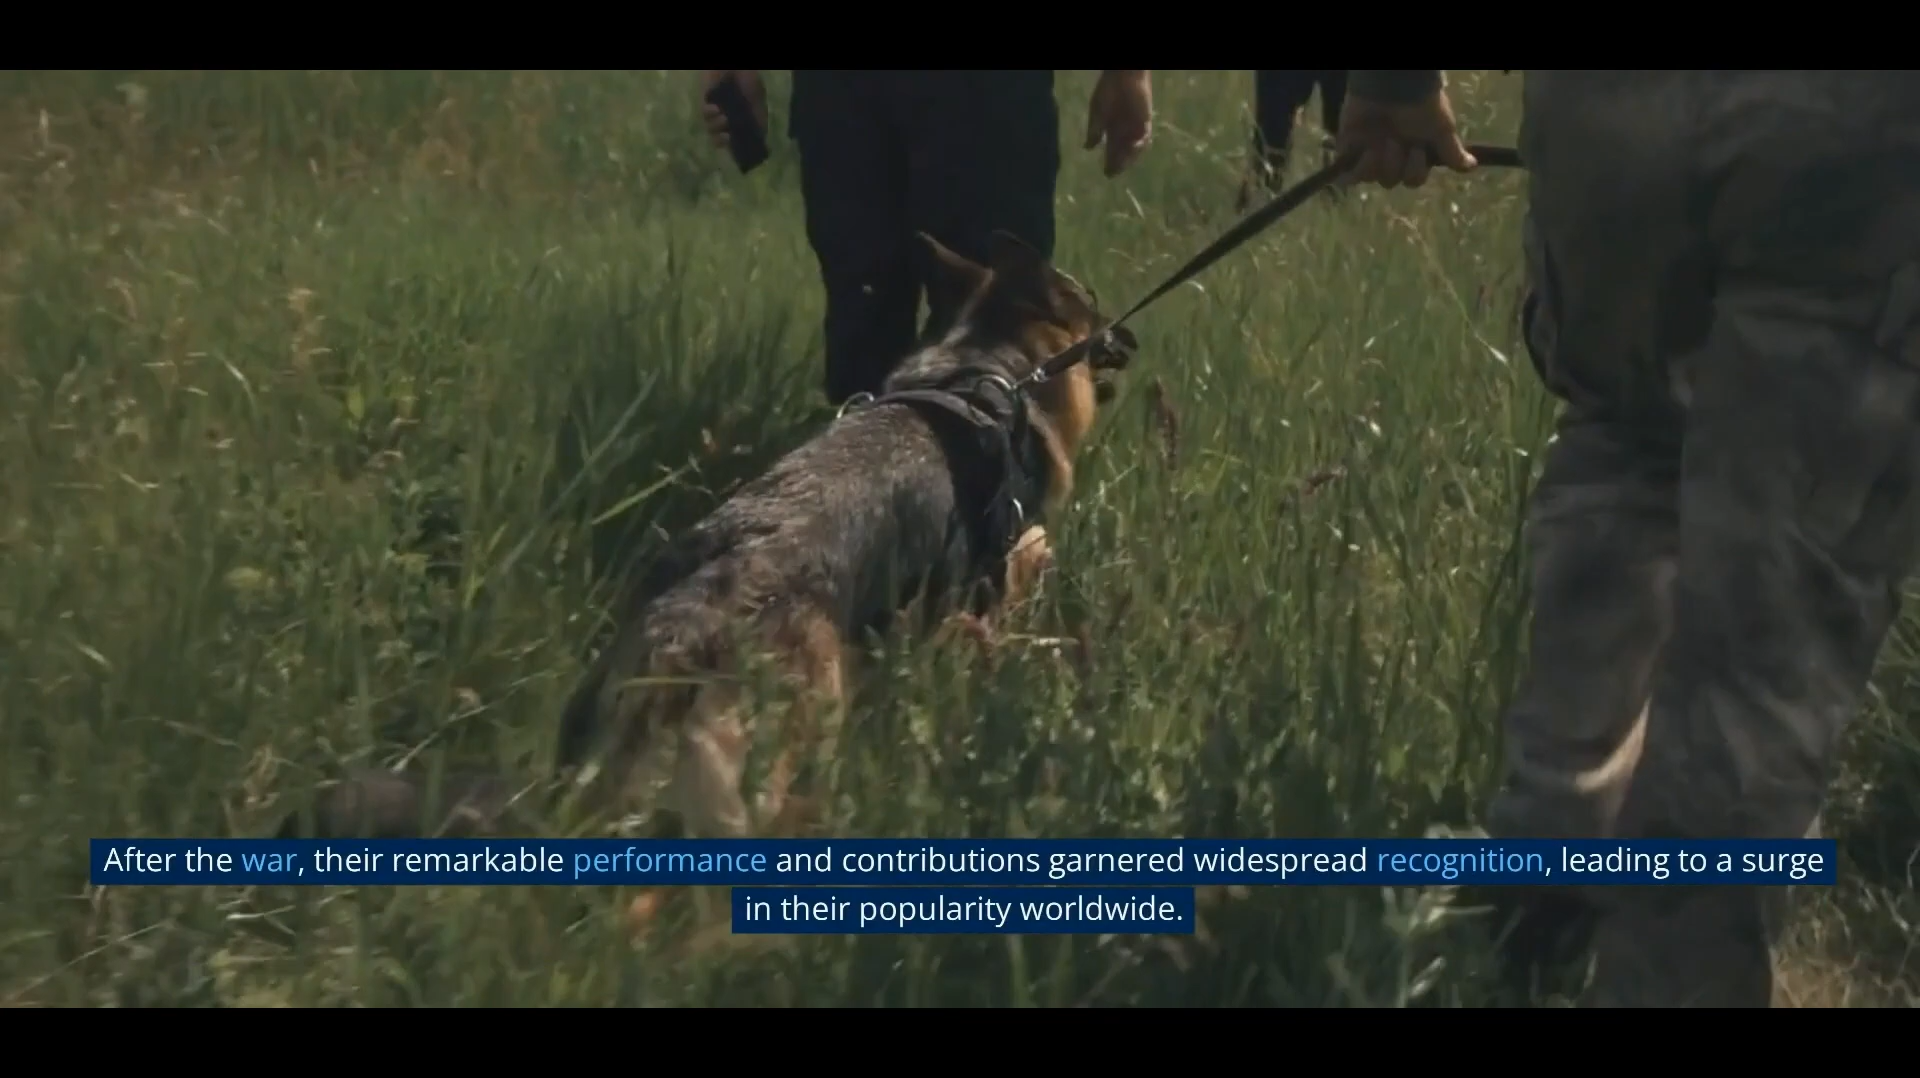 After the war, their remarkable performance and contributions garnered widespread recognition, leading to a surge
in their popularity worldwide.